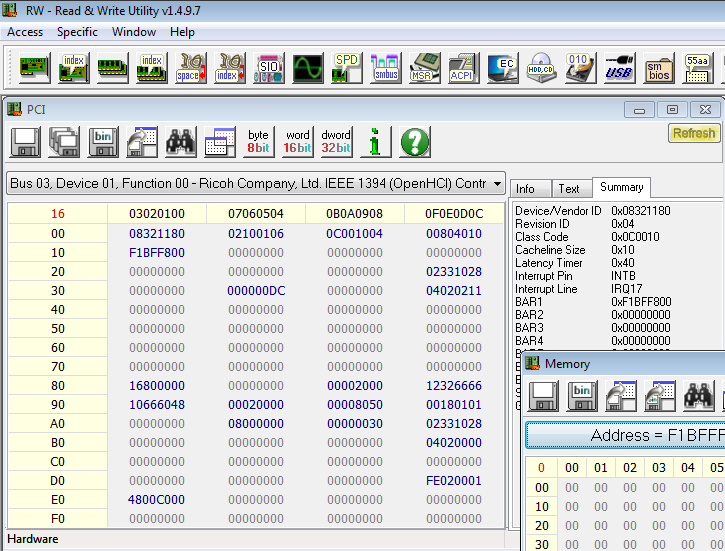 RW - Read & Write Utility v1.4.9.7
Access Specific Window Help
index space index SIO SPD smbus MSR ACPI EC HDD,CD 010 USB sm bios 55aa
PCI
bin byte 8bit word 16bit dword 32bit Refresh
Bus 03, Device 01, Function 00 - Ricoh Company, Ltd. IEEE 1394 (OpenHCI) Contr
Info Text Summary
16 03020100 07060504 0B0A0908 0F0E0D0C
00 08321180 02100106 0C001004 00804010
10 F1BFF800 00000000 00000000 00000000
20 00000000 00000000 00000000 02331028
30 00000000 000000DC 00000000 04020211
40 00000000 00000000 00000000 00000000
50 00000000 00000000 00000000 00000000
60 00000000 00000000 00000000 00000000
70 00000000 00000000 00000000 00000000
80 16800000 00000000 00002000 12326666
90 10666048 00020000 00008050 00180101
A0 00000000 08000000 00000030 02331028
B0 00000000 00000000 00000000 04020000
C0 00000000 00000000 00000000 00000000
D0 00000000 00000000 00000000 FE020001
E0 4800C000 00000000 00000000 00000000
F0 00000000 00000000 00000000 00000000
Device/Vendor ID 0x08321180
Revision ID 0x04
Class Code 0x0C0010
Cacheline Size 0x10
Latency Timer 0x40
Interrupt Pin INTB
Interrupt Line IRQ17
BAR1 0xF1BFF800
BAR2 0x00000000
BAR3 0x00000000
BAR4 0x00000000
Memory
bin
Address = F1BFFF
0 00 01 02 03 04 05
00 00 00 00 00 00 00
10 00 00 00 00 00 00
20 00 00 00 00 00 00
30 00 00 00 00 00 00
Hardware